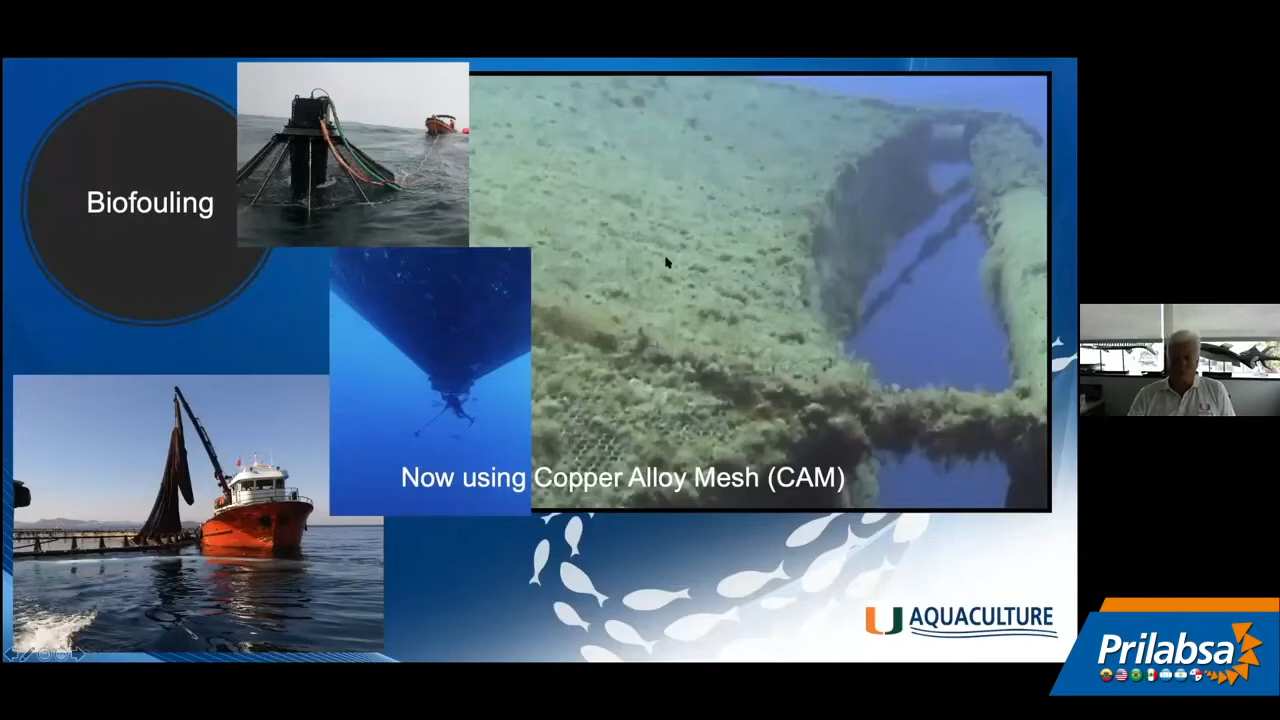 Biofouling
Now using Copper Alloy Mesh (CAM)
U AQUACULTURE
Prilabsa